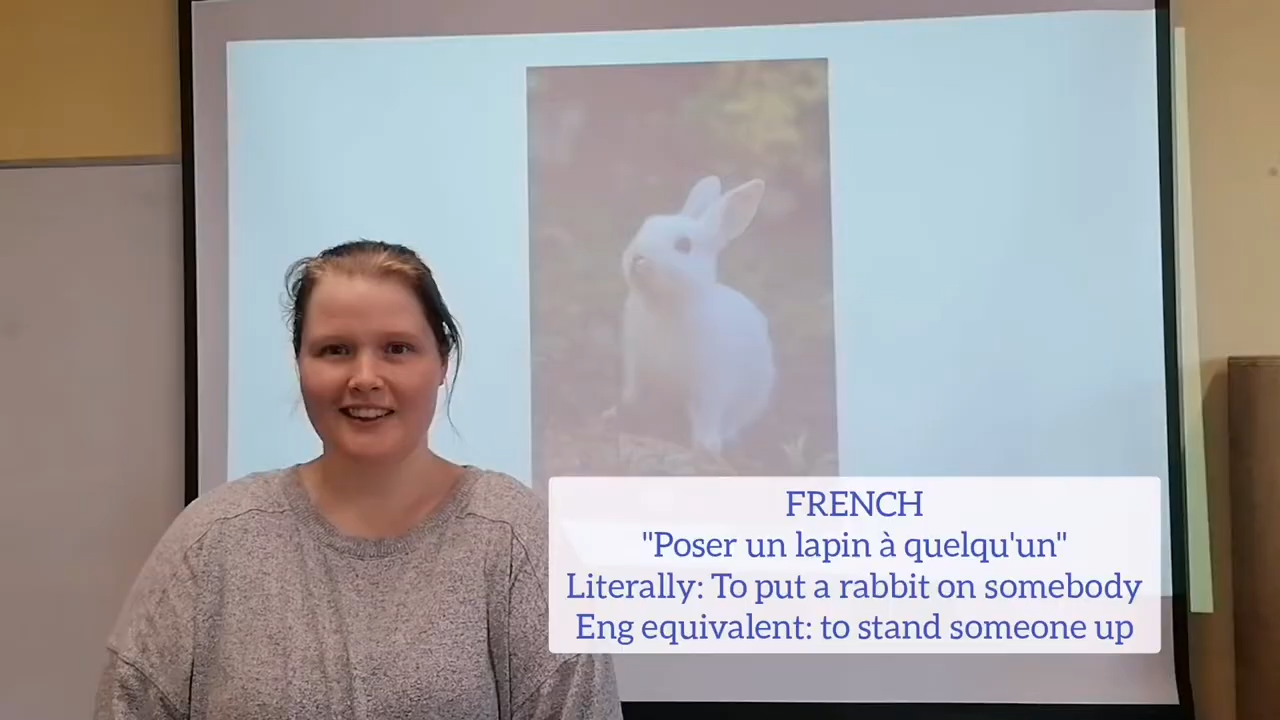 FRENCH
"Poser un lapin à quelqu'un"
Literally: To put a rabbit on somebody
Eng equivalent: to stand someone up